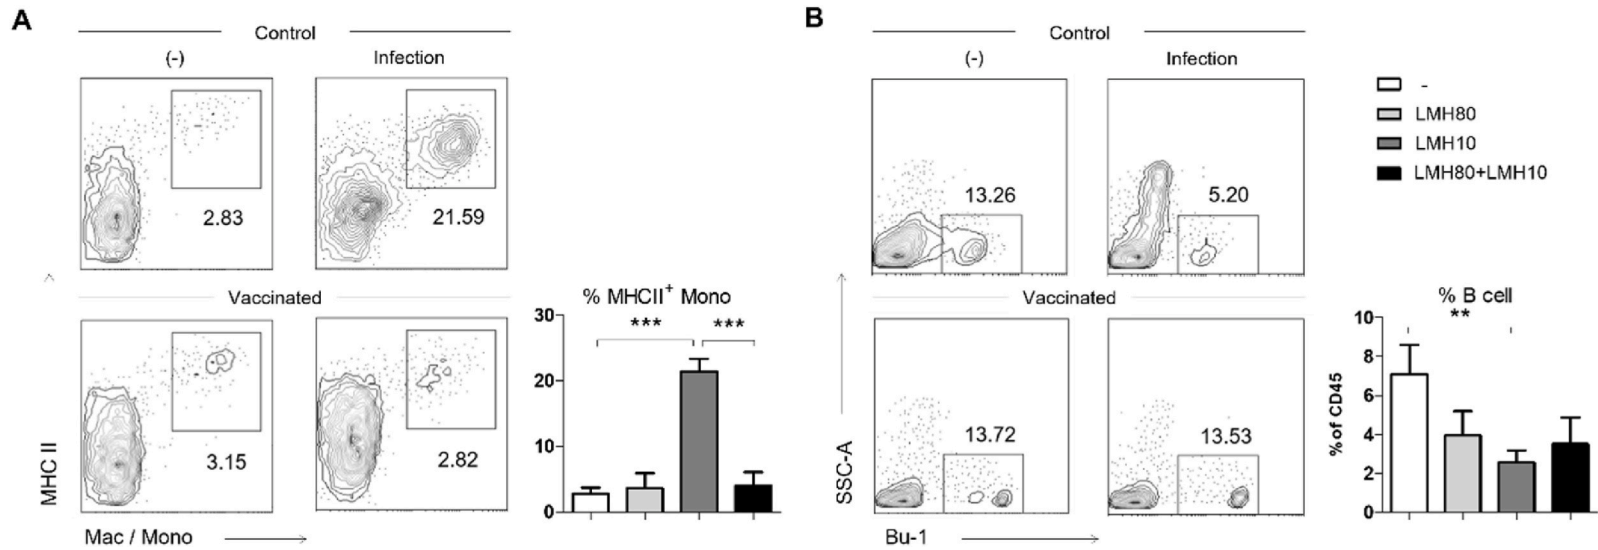 A
Control
(-)
Infection
2.83
21.59
Vaccinated
3.15
2.82
MHC II
Mac / Mono
% MHCII+ Mono
***
***
30
20
10
0
B
Control
(-)
Infection
13.26
5.20
Vaccinated
13.72
13.53
SSC-A
Bu-1
-
LMH80
LMH10
LMH80+LMH10
% B cell
**
10
8
6
4
2
0
% of CD45